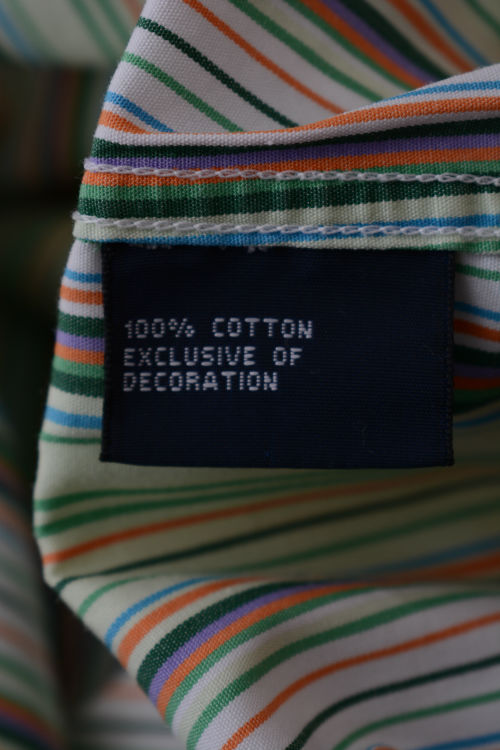 100% COTTON
EXCLUSIVE OF
DECORATION